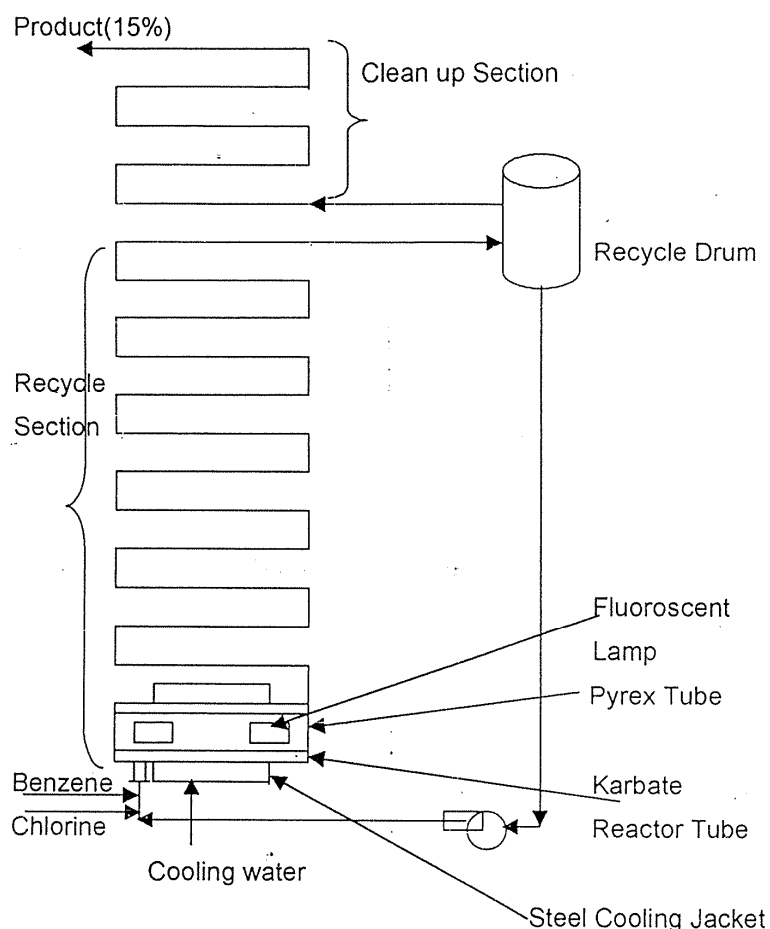 Product(15%)
Clean up Section
Recycle Drum
Recycle
Section
Fluoroscent
Lamp
Pyrex Tube
Benzene
Karbate
Chlorine
Reactor Tube
Cooling water
Steel Cooling Jacket